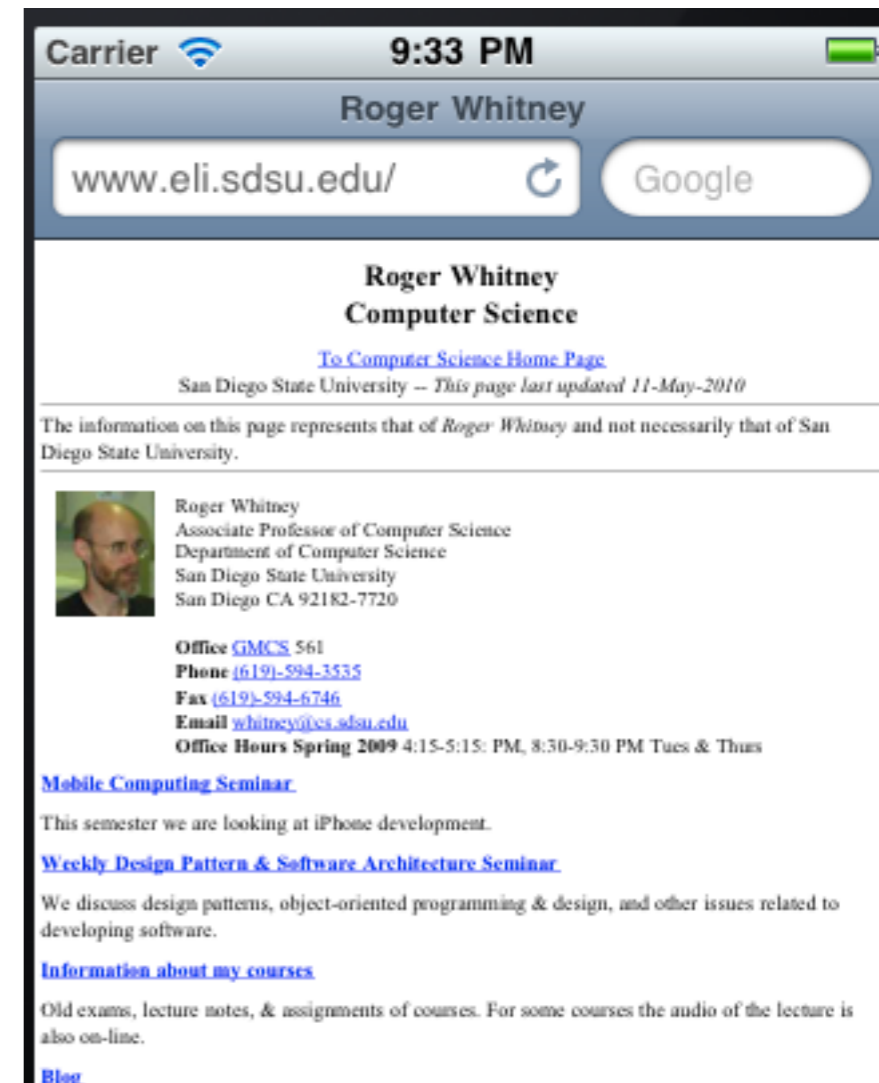 Carrier 9:33 PM
Roger Whitney
www.eli.sdsu.edu/ Google
Roger Whitney
Computer Science
To Computer Science Home Page
San Diego State University -- This page last updated 11-May-2010
The information on this page represents that of Roger Whitney and not necessarily that of San
Diego State University.
Roger Whitney
Associate Professor of Computer Science
Department of Computer Science
San Diego State University
San Diego CA 92182-7720
Office GMCS 561
Phone (619)-594-3535
Fax (619)-594-6746
Email whitney@cs.sdsu.edu
Office Hours Spring 2009 4:15-5:15: PM, 8:30-9:30 PM Tues & Thurs
Mobile Computing Seminar
This semester we are looking at iPhone development.
Weekly Design Pattern & Software Architecture Seminar
We discuss design patterns, object-oriented programming & design, and other issues related to
developing software.
Information about my courses
Old exams, lecture notes, & assignments of courses. For some courses the audio of the lecture is
also on-line.
Blog